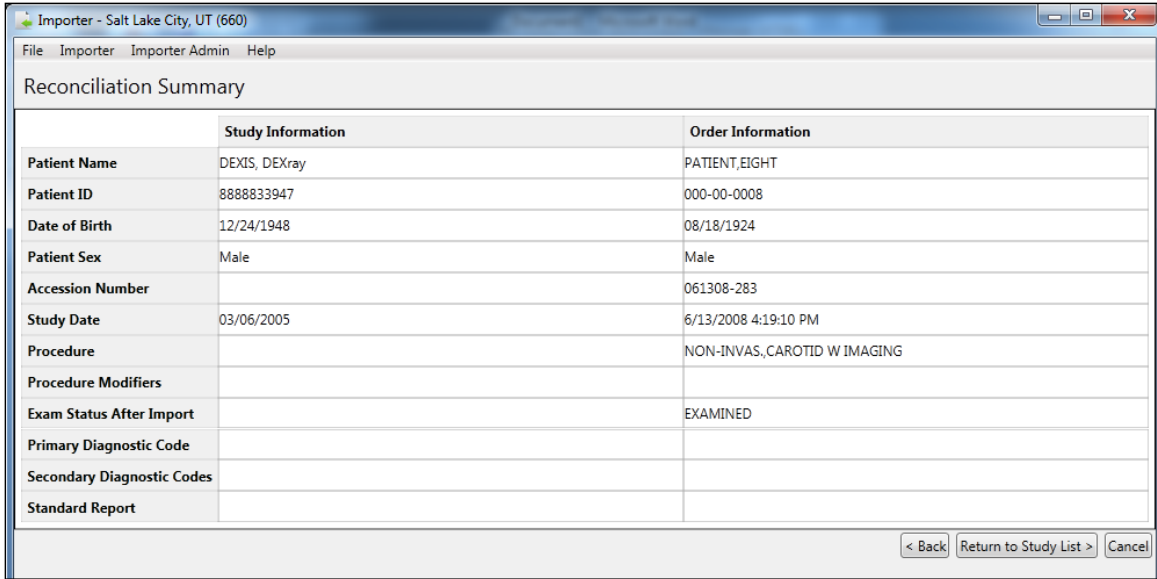 Importer - Salt Lake City, UT (660)
File Importer Importer Admin Help
Reconciliation Summary
Study Information Order Information
Patient Name DEXIS, DEXray PATIENT,EIGHT
Patient ID 8888833947 000-00-0008
Date of Birth 12/24/1948 08/18/1924
Patient Sex Male Male
Accession Number 061308-283
Study Date 03/06/2005 6/13/2008 4:19:10 PM
Procedure NON-INVAS.,CAROTID W IMAGING
Procedure Modifiers
Exam Status After Import EXAMINED
Primary Diagnostic Code
Secondary Diagnostic Codes
Standard Report
< Back Return to Study List > Cancel